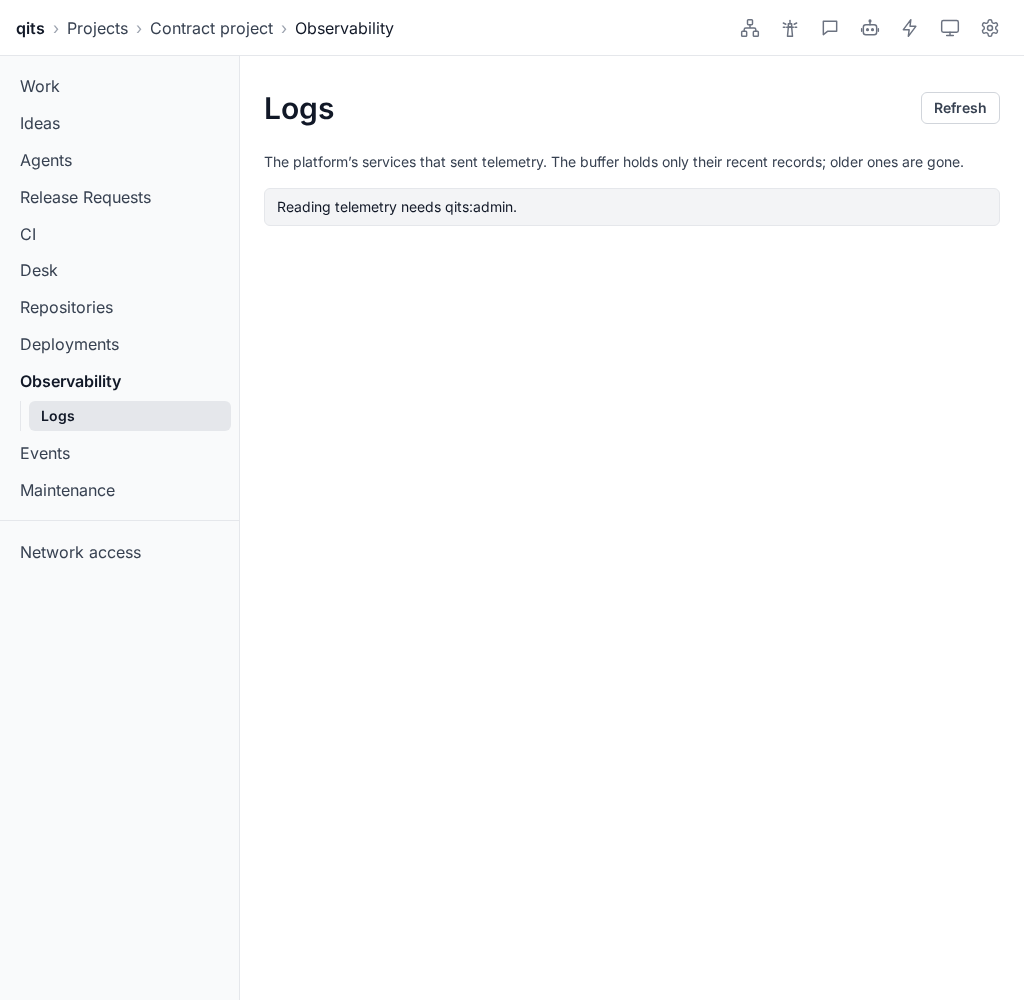 qits › Projects › Contract project › Observability
Work
Ideas
Agents
Release Requests
CI
Desk
Repositories
Deployments
Observability
Logs
Events
Maintenance
Network access
Logs
Refresh
The platform’s services that sent telemetry. The buffer holds only their recent records; older ones are gone.
Reading telemetry needs qits:admin.